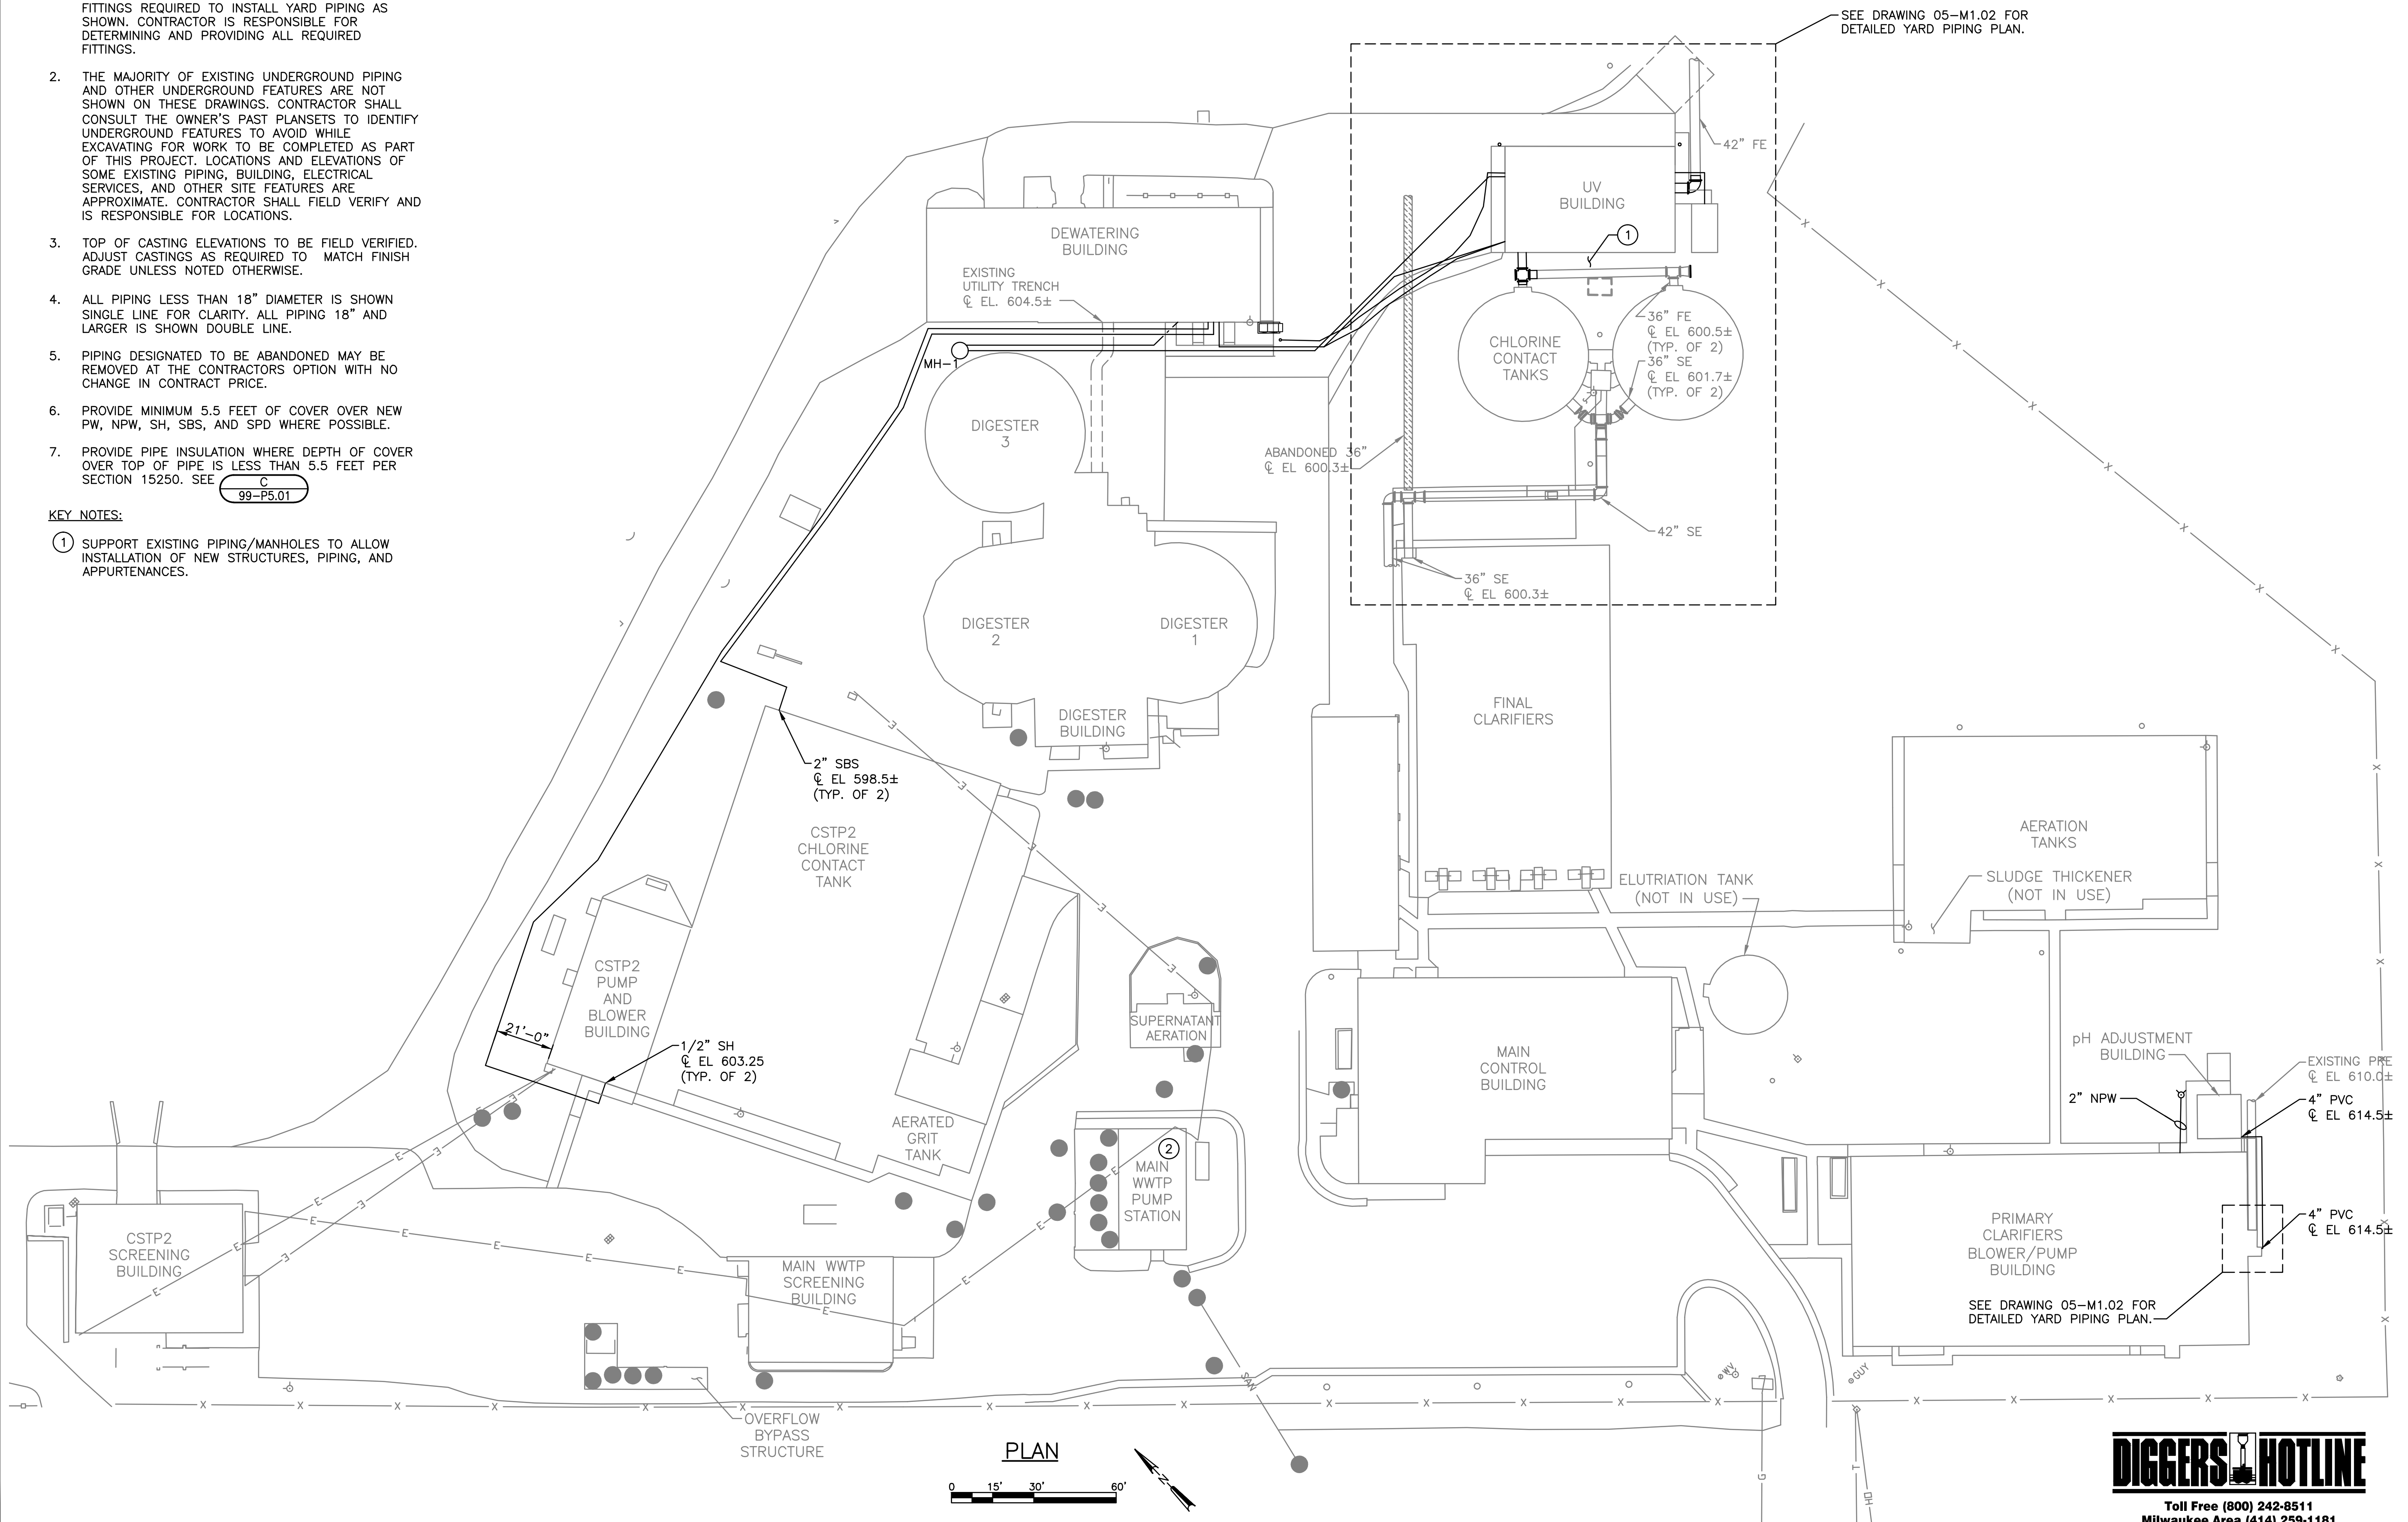 FITTINGS REQUIRED TO INSTALL YARD PIPING AS
SHOWN. CONTRACTOR IS RESPONSIBLE FOR
DETERMINING AND PROVIDING ALL REQUIRED
FITTINGS.
2. THE MAJORITY OF EXISTING UNDERGROUND PIPING
AND OTHER UNDERGROUND FEATURES ARE NOT
SHOWN ON THESE DRAWINGS. CONTRACTOR SHALL
CONSULT THE OWNER'S PAST PLANSETS TO IDENTIFY
UNDERGROUND FEATURES TO AVOID WHILE
EXCAVATING FOR WORK TO BE COMPLETED AS PART
OF THIS PROJECT. LOCATIONS AND ELEVATIONS OF
SOME EXISTING PIPING, BUILDING, ELECTRICAL
SERVICES, AND OTHER SITE FEATURES ARE
APPROXIMATE. CONTRACTOR SHALL FIELD VERIFY AND
IS RESPONSIBLE FOR LOCATIONS.
3. TOP OF CASTING ELEVATIONS TO BE FIELD VERIFIED.
ADJUST CASTINGS AS REQUIRED TO MATCH FINISH
GRADE UNLESS NOTED OTHERWISE.
4. ALL PIPING LESS THAN 18" DIAMETER IS SHOWN
SINGLE LINE FOR CLARITY. ALL PIPING 18" AND
LARGER IS SHOWN DOUBLE LINE.
5. PIPING DESIGNATED TO BE ABANDONED MAY BE
REMOVED AT THE CONTRACTORS OPTION WITH NO
CHANGE IN CONTRACT PRICE.
6. PROVIDE MINIMUM 5.5 FEET OF COVER OVER NEW
PW, NPW, SH, SBS, AND SPD WHERE POSSIBLE.
7. PROVIDE PIPE INSULATION WHERE DEPTH OF COVER
OVER TOP OF PIPE IS LESS THAN 5.5 FEET PER
SECTION 15250. SEE
C
99-P5.01
KEY NOTES:
1 SUPPORT EXISTING PIPING/MANHOLES TO ALLOW
INSTALLATION OF NEW STRUCTURES, PIPING, AND
APPURTENANCES.
SEE DRAWING 05-M1.02 FOR
DETAILED YARD PIPING PLAN.
42" FE
UV
BUILDING
1
DEWATERING
BUILDING
EXISTING
UTILITY TRENCH
℄ EL. 604.5±
MH-1
36" FE
℄ EL 600.5±
(TYP. OF 2)
36" SE
℄ EL 601.7±
(TYP. OF 2)
CHLORINE
CONTACT
TANKS
DIGESTER
3
ABANDONED 36"
℄ EL 600.3±
42" SE
36" SE
℄ EL 600.3±
DIGESTER
2
DIGESTER
1
DIGESTER
BUILDING
FINAL
CLARIFIERS
2" SBS
℄ EL 598.5±
(TYP. OF 2)
CSTP2
CHLORINE
CONTACT
TANK
AERATION
TANKS
ELUTRIATION TANK
(NOT IN USE)
SLUDGE THICKENER
(NOT IN USE)
CSTP2
PUMP
AND
BLOWER
BUILDING
21'-0"
1/2" SH
℄ EL 603.25
(TYP. OF 2)
SUPERNATANT
AERATION
MAIN
CONTROL
BUILDING
pH ADJUSTMENT
BUILDING
EXISTING PRE
℄ EL 610.0±
2" NPW
4" PVC
℄ EL 614.5±
AERATED
GRIT
TANK
2
MAIN
WWTP
PUMP
STATION
4" PVC
℄ EL 614.5±
PRIMARY
CLARIFIERS
BLOWER/PUMP
BUILDING
CSTP2
SCREENING
BUILDING
MAIN WWTP
SCREENING
BUILDING
SEE DRAWING 05-M1.02 FOR
DETAILED YARD PIPING PLAN.
SAN
WV
GUY
OVERFLOW
BYPASS
STRUCTURE
PLAN
0 15' 30' 60'
N
G
T
OH
DIGGERS HOTLINE
Toll Free (800) 242-8511
Milwaukee Area (414) 259-1181